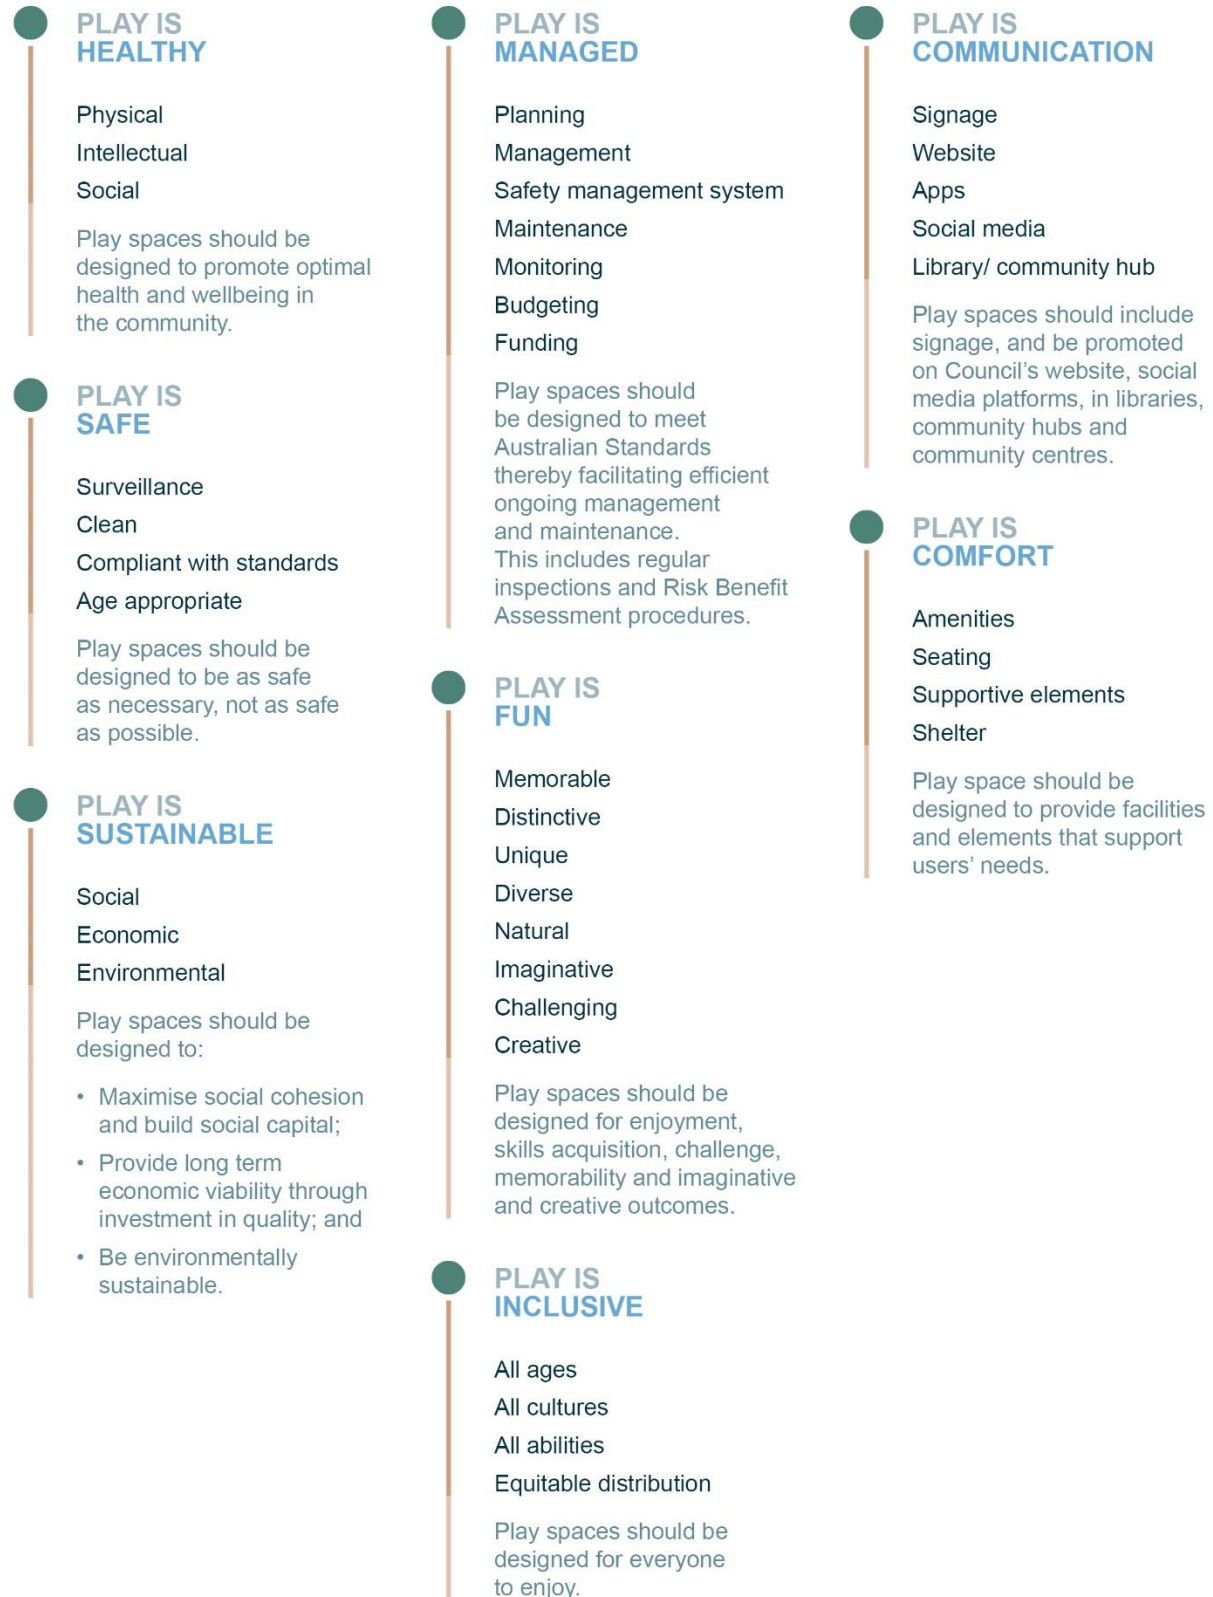 PLAY IS
HEALTHY
Physical
Intellectual
Social
Play spaces should be
designed to promote optimal
health and wellbeing in
the community.
PLAY IS
SAFE
Surveillance
Clean
Compliant with standards
Age appropriate
Play spaces should be
designed to be as safe
as necessary, not as safe
as possible.
PLAY IS
SUSTAINABLE
Social
Economic
Environmental
Play spaces should be
designed to:
• Maximise social cohesion
and build social capital;
• Provide long term
economic viability through
investment in quality; and
• Be environmentally
sustainable.
PLAY IS
MANAGED
Planning
Management
Safety management system
Maintenance
Monitoring
Budgeting
Funding
Play spaces should
be designed to meet
Australian Standards
thereby facilitating efficient
ongoing management
and maintenance.
This includes regular
inspections and Risk Benefit
Assessment procedures.
PLAY IS
FUN
Memorable
Distinctive
Unique
Diverse
Natural
Imaginative
Challenging
Creative
Play spaces should be
designed for enjoyment,
skills acquisition, challenge,
memorability and imaginative
and creative outcomes.
PLAY IS
INCLUSIVE
All ages
All cultures
All abilities
Equitable distribution
Play spaces should be
designed for everyone
to enjoy.
PLAY IS
COMMUNICATION
Signage
Website
Apps
Social media
Library/ community hub
Play spaces should include
signage, and be promoted
on Council’s website, social
media platforms, in libraries,
community hubs and
community centres.
PLAY IS
COMFORT
Amenities
Seating
Supportive elements
Shelter
Play space should be
designed to provide facilities
and elements that support
users’ needs.